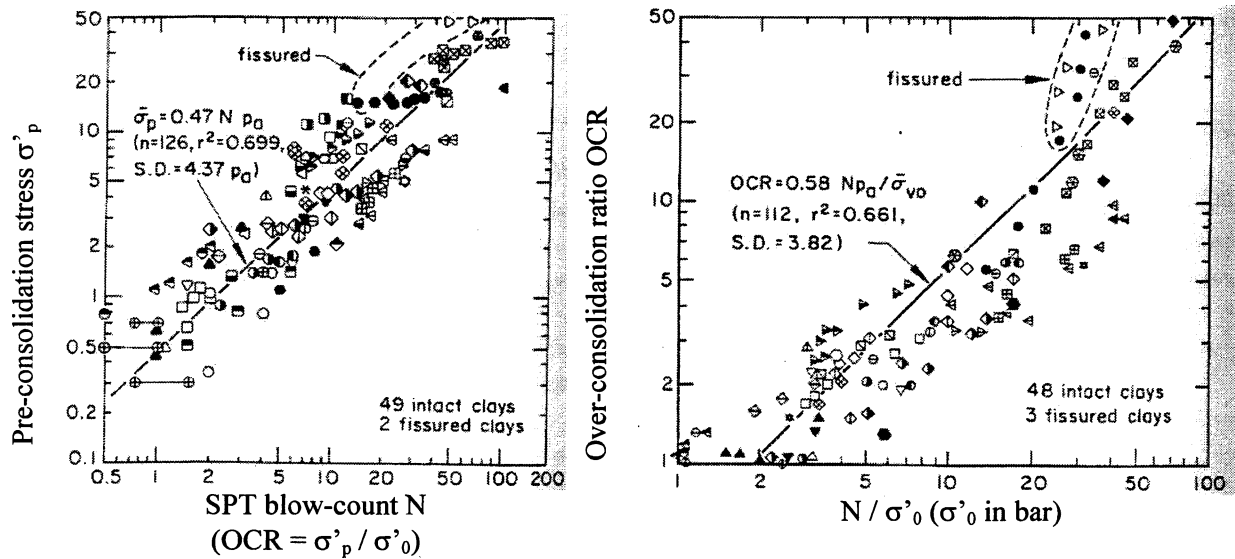 Pre-consolidation stress σ'ₚ
50
20
10
5
2
1
0.5
0.2
0.1
fissured
σ̄ₚ=0.47 N pₐ
(n=126, r²=0.699,
S.D.=4.37 pₐ)
49 intact clays
2 fissured clays
0.5 1 2 5 10 20 50 100 200
SPT blow-count N
(OCR = σ'ₚ / σ'₀)
Over-consolidation ratio OCR
50
20
10
5
2
1
fissured
OCR=0.58 Npₐ/σ̄ᵥₒ
(n=112, r²=0.661,
S.D.=3.82)
48 intact clays
3 fissured clays
1 2 5 10 20 50 100
N / σ'₀ (σ'₀ in bar)